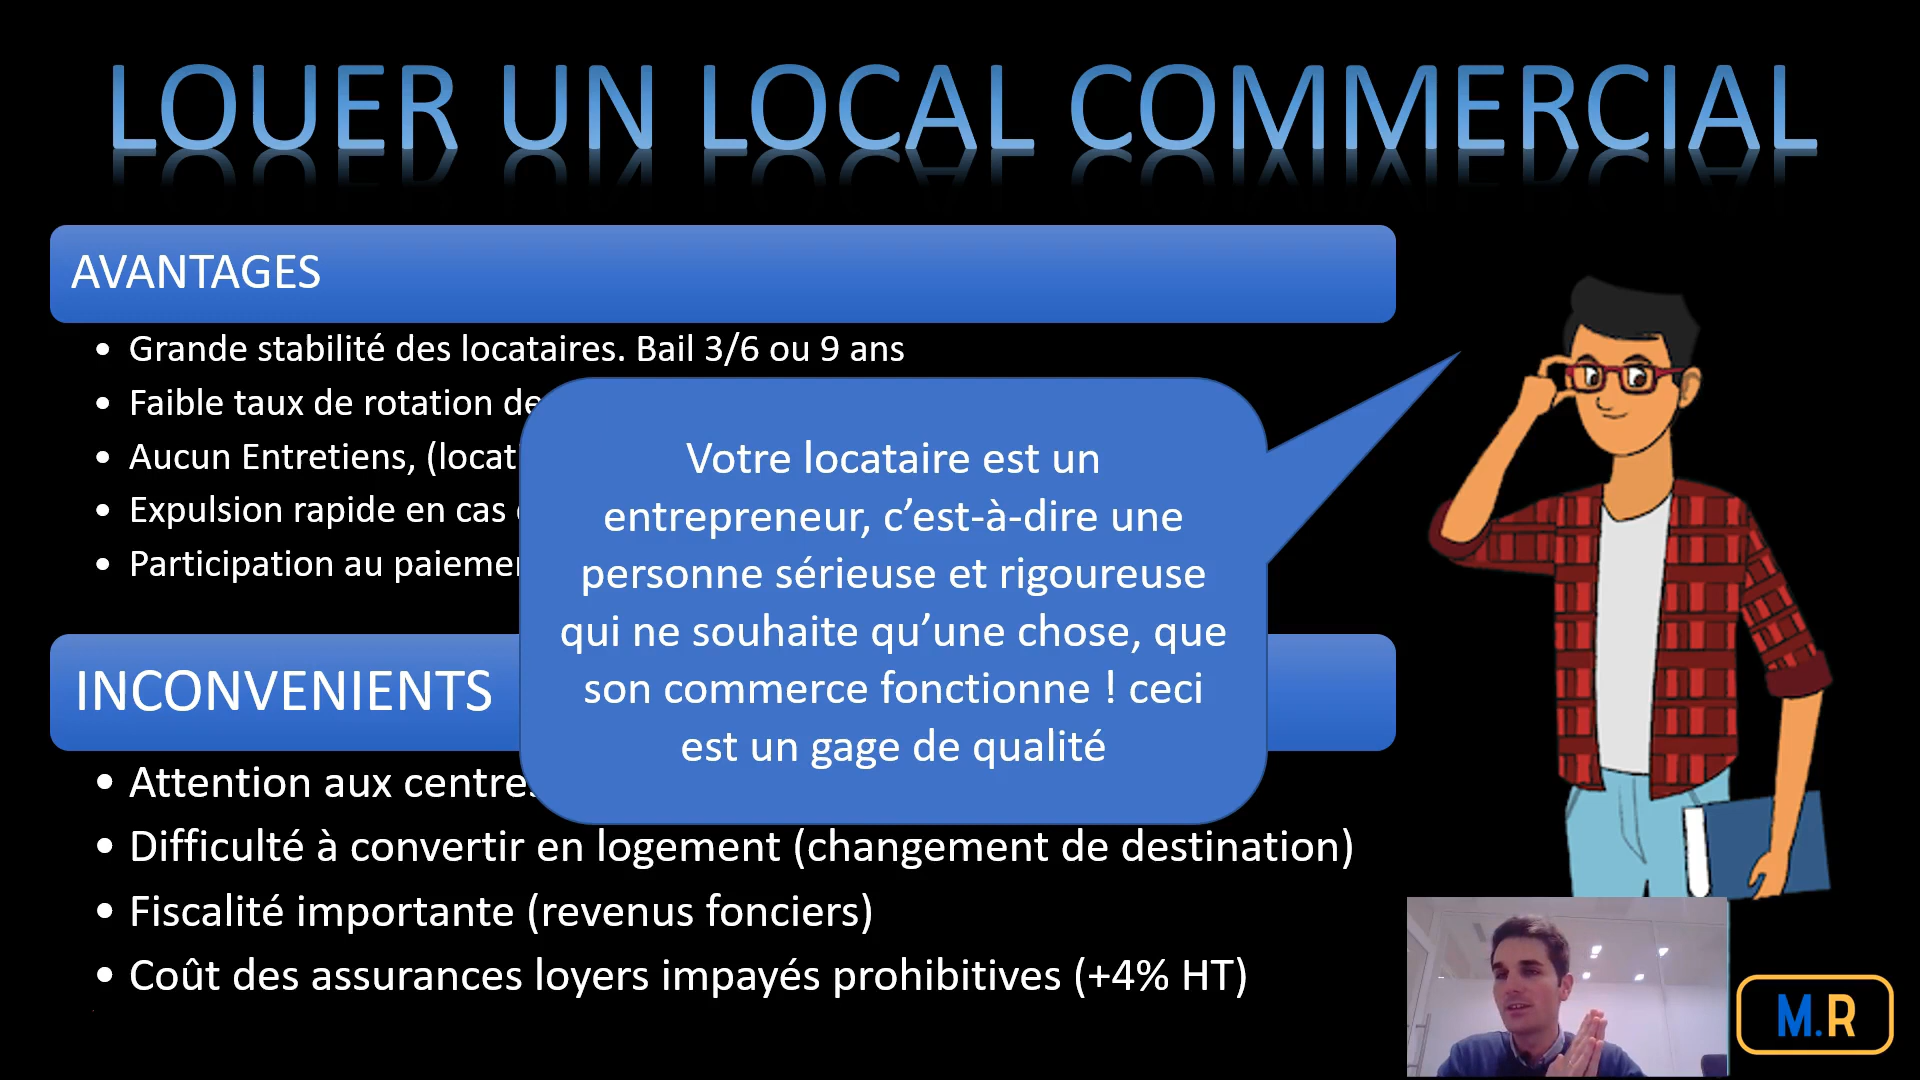 LOUER UN LOCAL COMMERCIAL
AVANTAGES
• Grande stabilité des locataires. Bail 3/6 ou 9 ans
• Faible taux de rotation de
• Aucun Entretiens, (locat
• Expulsion rapide en cas
• Participation au paiemen
Votre locataire est un
entrepreneur, c’est-à-dire une
personne sérieuse et rigoureuse
qui ne souhaite qu’une chose, que
son commerce fonctionne ! ceci
est un gage de qualité
INCONVENIENTS
• Attention aux centres
• Difficulté à convertir en logement (changement de destination)
• Fiscalité importante (revenus fonciers)
• Coût des assurances loyers impayés prohibitives (+4% HT)
M.R